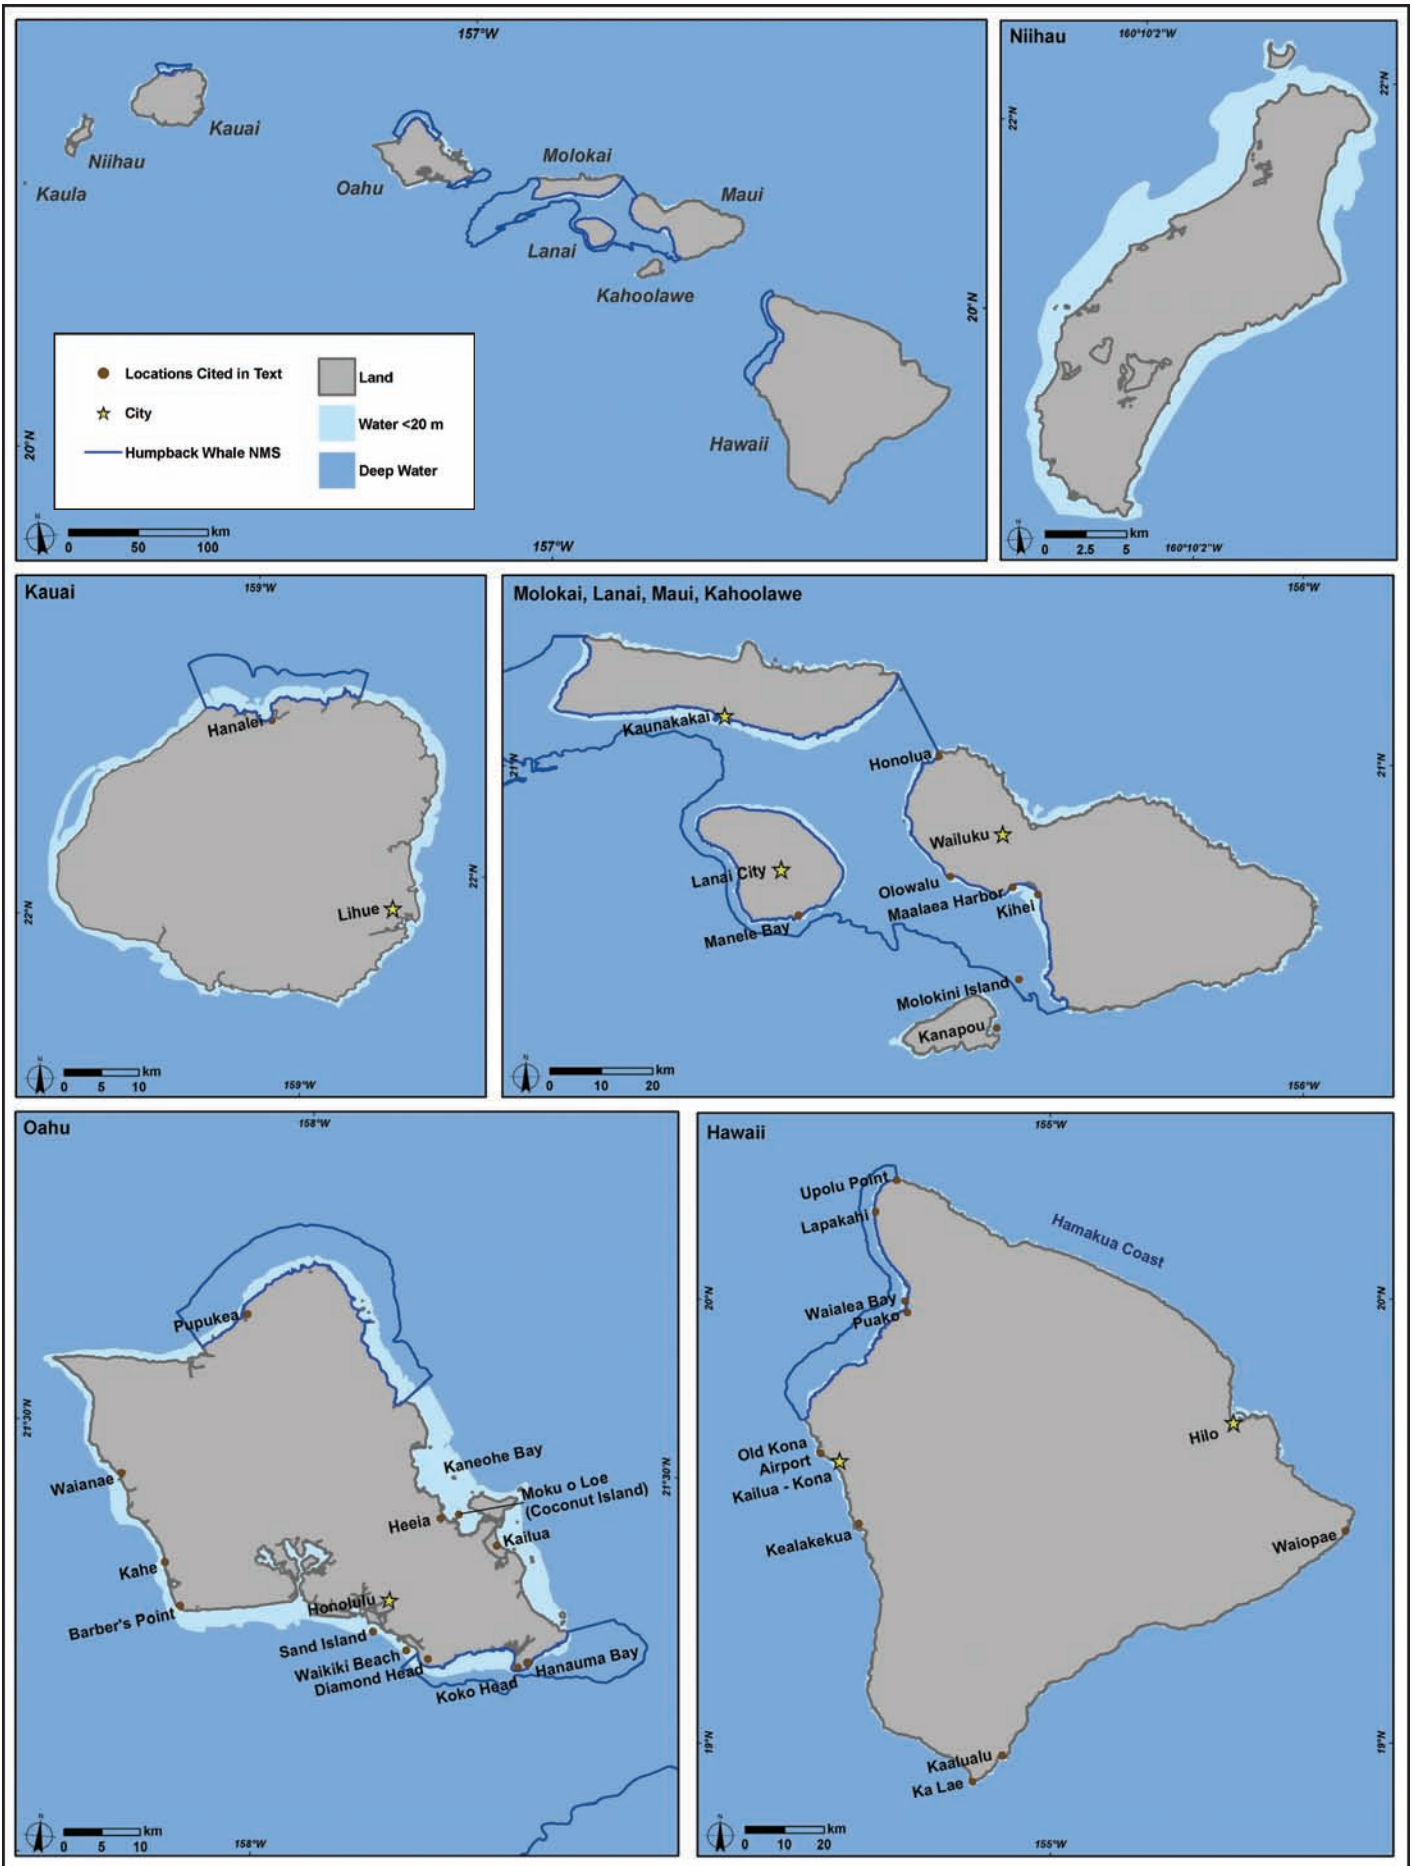 157°W
Kauai
Niihau
Kaula
Oahu
Molokai
Maui
Lanai
Kahoolawe
Hawaii
20°N
20°N
Locations Cited in Text
City
Humpback Whale NMS
Land
Water <20 m
Deep Water
N
km
0 50 100
157°W
Niihau
160°10'2"W
22°N
22°N
N
km
0 2.5 5
160°10'2"W
Kauai
159°W
Hanalei
Lihue
22°N
22°N
N
km
0 5 10
159°W
Molokai, Lanai, Maui, Kahoolawe
156°W
Kaunakakai
Honolua
21°N
21°N
Wailuku
Lanai City
Olowalu
Maalaea Harbor
Kihei
Manele Bay
Molokini Island
Kanapou
N
km
0 10 20
156°W
Oahu
158°W
Pupukea
21°30'N
21°30'N
Kaneohe Bay
Waianae
Moku o Loe
(Coconut Island)
Heeia
Kailua
Kahe
Honolulu
Barber's Point
Sand Island
Waikiki Beach
Diamond Head
Hanauma Bay
Koko Head
N
km
0 5 10
158°W
Hawaii
155°W
Upolu Point
Lapakahi
Hamakua Coast
20°N
20°N
Waialea Bay
Puako
Old Kona
Airport
Kailua - Kona
Hilo
Kealakekua
Waiopae
19°N
19°N
Kaalualu
Ka Lae
N
km
0 10 20
155°W